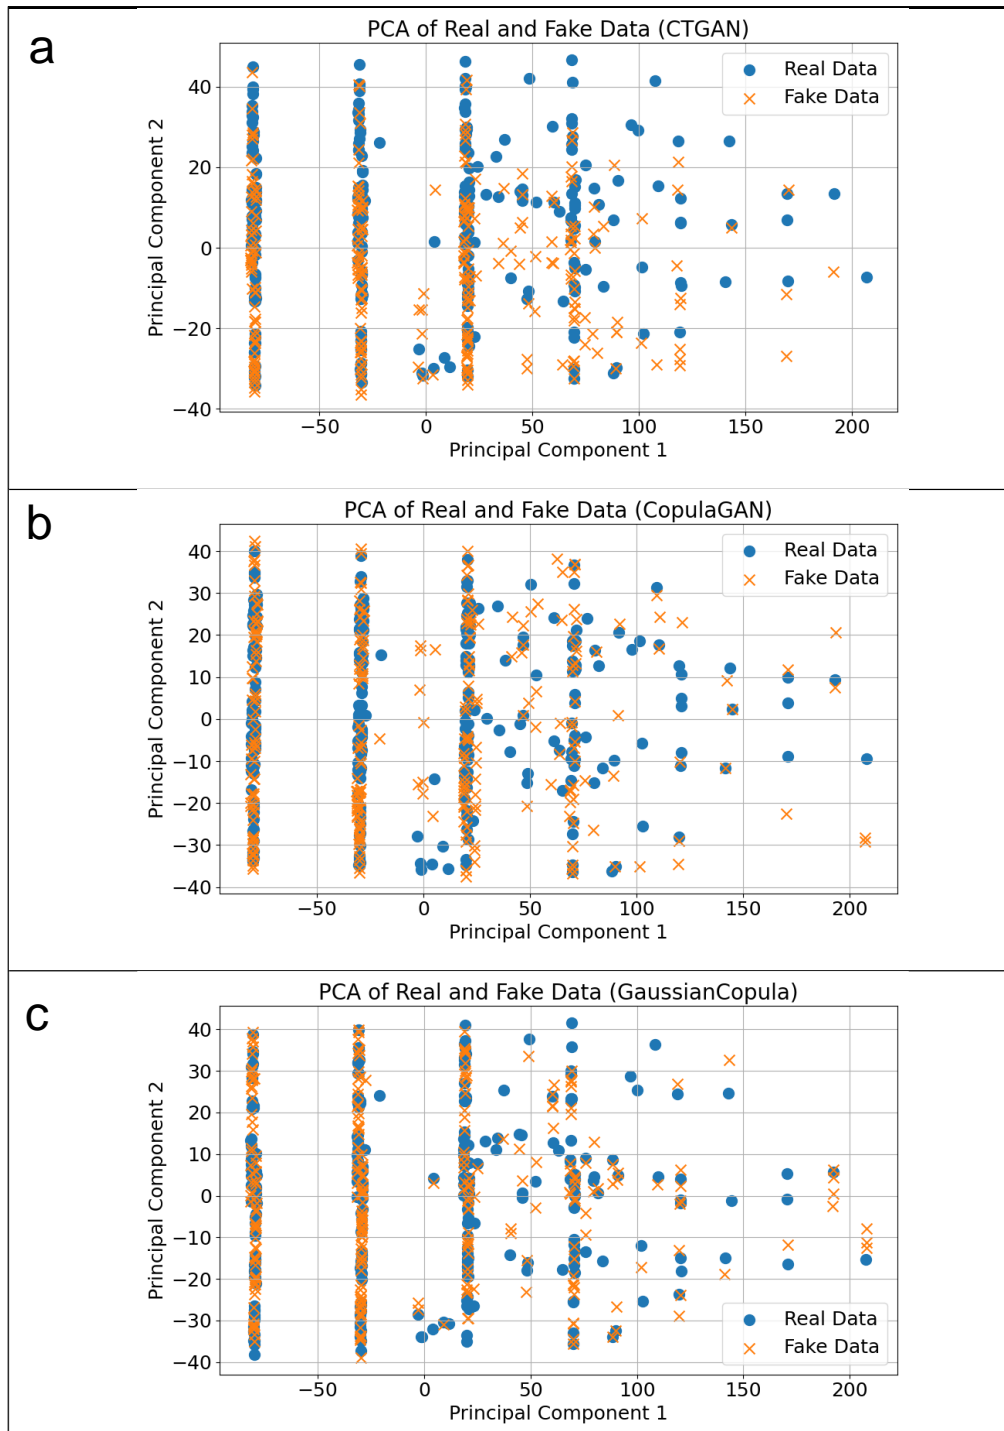 a
PCA of Real and Fake Data (CTGAN)
Real Data
Fake Data
40
20
0
−20
−40
Principal Component 2
−50 0 50 100 150 200
Principal Component 1
b
PCA of Real and Fake Data (CopulaGAN)
Real Data
Fake Data
40
30
20
10
0
−10
−20
−30
−40
Principal Component 2
−50 0 50 100 150 200
Principal Component 1
c
PCA of Real and Fake Data (GaussianCopula)
40
30
20
10
0
−10
−20
−30
−40
Principal Component 2
Real Data
Fake Data
−50 0 50 100 150 200
Principal Component 1